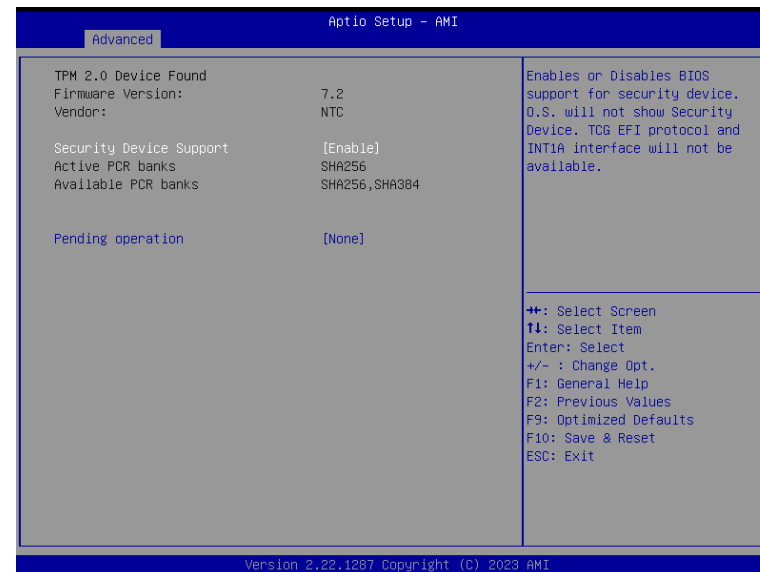 Aptio Setup - AMI
Advanced
TPM 2.0 Device Found
Firmware Version: 7.2
Vendor: NTC
Security Device Support [Enable]
Active PCR banks SHA256
Available PCR banks SHA256,SHA384
Pending operation [None]
Enables or Disables BIOS
support for security device.
O.S. will not show Security
Device. TCG EFI protocol and
INT1A interface will not be
available.
→←: Select Screen
↑↓: Select Item
Enter: Select
+/- : Change Opt.
F1: General Help
F2: Previous Values
F9: Optimized Defaults
F10: Save & Reset
ESC: Exit
Version 2.22.1287 Copyright (C) 2023 AMI